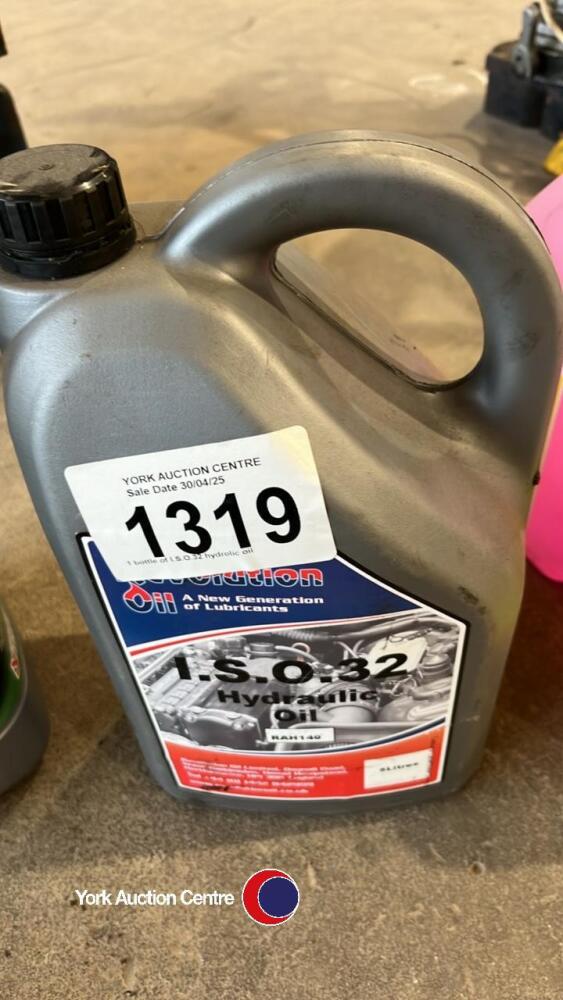 YORK AUCTION CENTRE
Sale Date 30/04/25
1319
1 bottle of I.S.O.32 hydrolic oil
Oil
A New Generation
of Lubricants
I.S.O.32
Hydraulic
Oil
RAH140
Litres
York Auction Centre